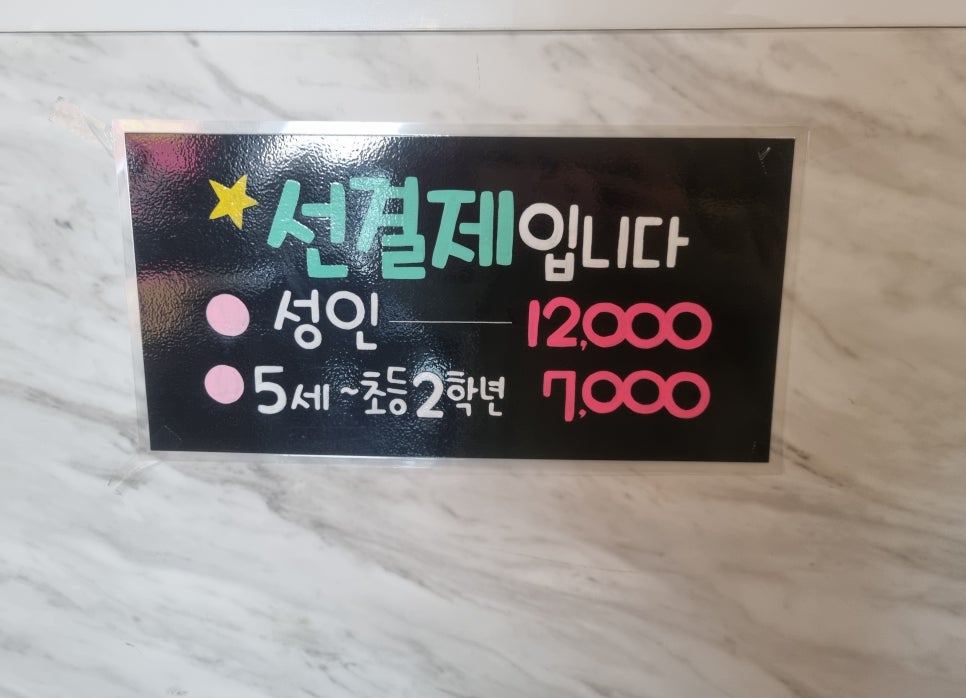 선결제입니다
성인 12,000
5세 ~ 초등 2학년 7,000